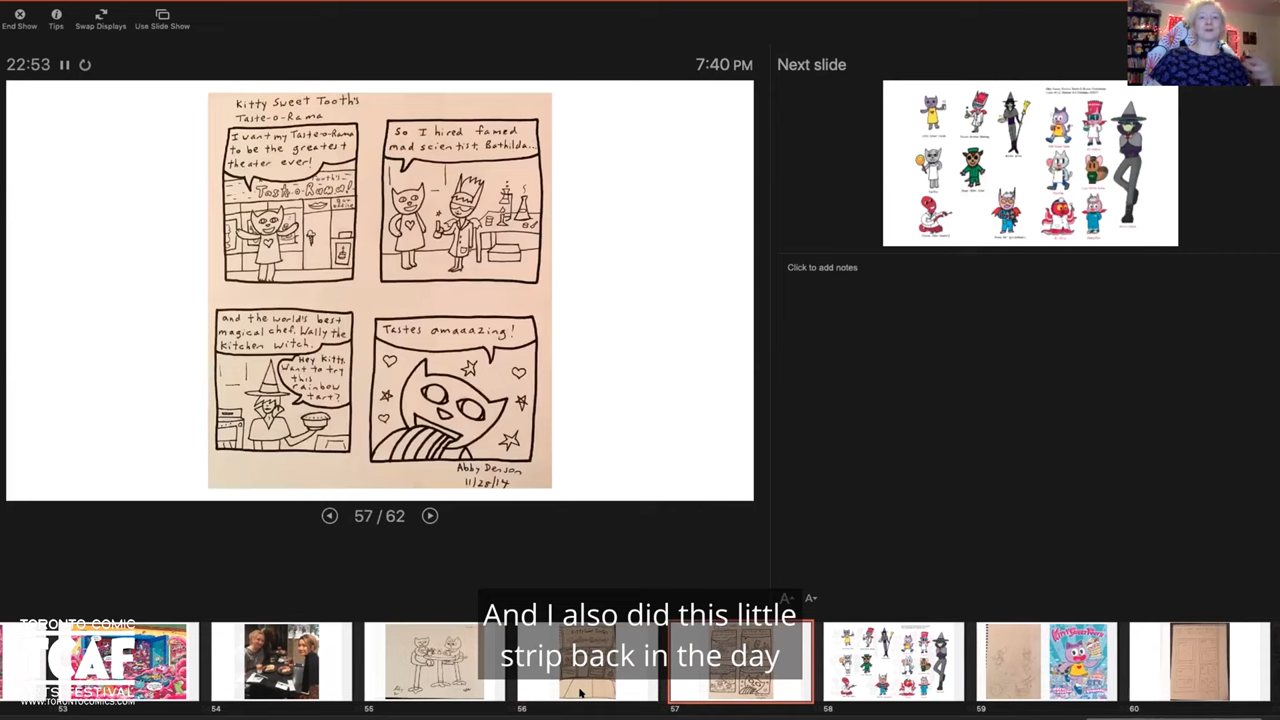 End Show
Tips
Swap Displays
Use Slide Show
22:53
7:40 PM
Next slide
Kitty Sweet Tooth's
Taste-o-Rama
I want my Taste-o-Rama
to be the greatest
theater ever!
Taste-o-Rama!
So I hired famed
mad scientist, Bathilda...
and the world's best
magical chef, Wally the
kitchen witch.
Hey Kitty,
want to try
this
rainbow
tart?
Tastes amaaazing!
Abby Denson
11/28/14
Click to add notes
57 / 62
A-
A-
And I also did this little
strip back in the day
TORONTO COMIC
TCAF
ARTS FESTIVAL
WWW.TORONTOCOMICS.COM
53
54
55
56
57
58
59
60